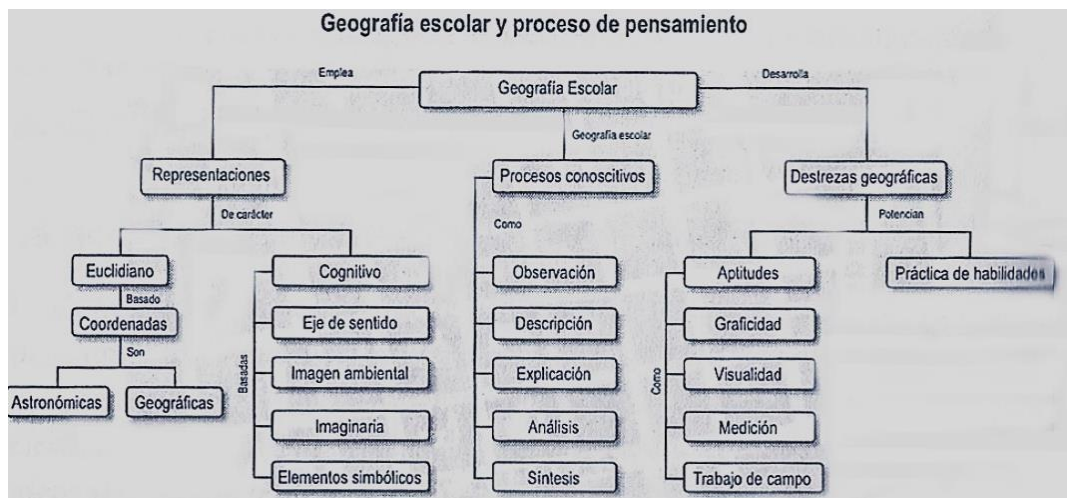 Geografía escolar y proceso de pensamiento
Emplea
Geografía Escolar
Desarrolla
Geografía escolar
Representaciones
Procesos conoscitivos
Destrezas geográficas
De carácter
Como
Potencian
Euclidiano
Cognitivo
Observación
Aptitudes
Práctica de habilidades
Basado
Coordenadas
Eje de sentido
Descripción
Graficidad
Son
Basadas
Imagen ambiental
Explicación
Como
Visualidad
Astronómicas
Geográficas
Imaginaria
Análisis
Medición
Elementos simbólicos
Síntesis
Trabajo de campo